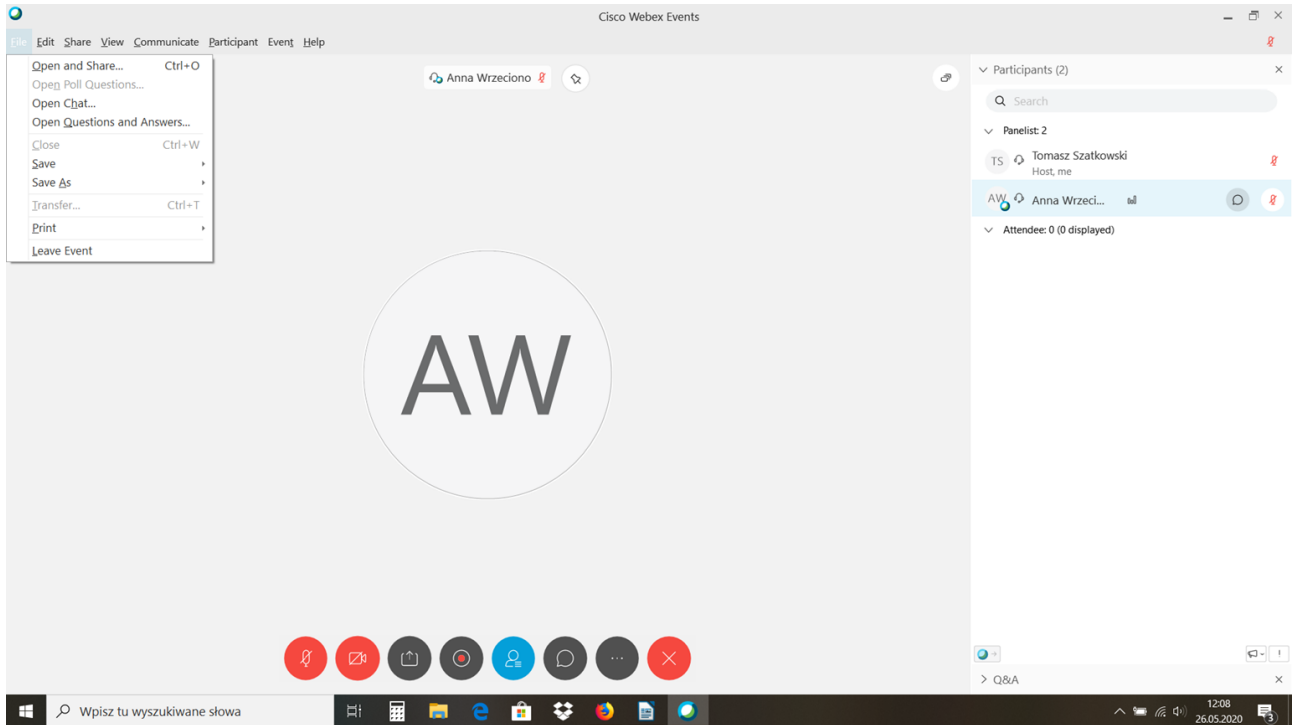 Cisco Webex Events
File Edit Share View Communicate Participant Event Help
Open and Share... Ctrl+O
Open Poll Questions...
Open Chat...
Open Questions and Answers...
Close Ctrl+W
Save
Save As
Transfer... Ctrl+T
Print
Leave Event
Anna Wrzeciono
AW
Participants (2)
Search
Panelist: 2
TS Tomasz Szatkowski
Host, me
AW Anna Wrzeci...
Attendee: 0 (0 displayed)
Q&A
Wpisz tu wyszukiwane słowa
12:08
26.05.2020
3